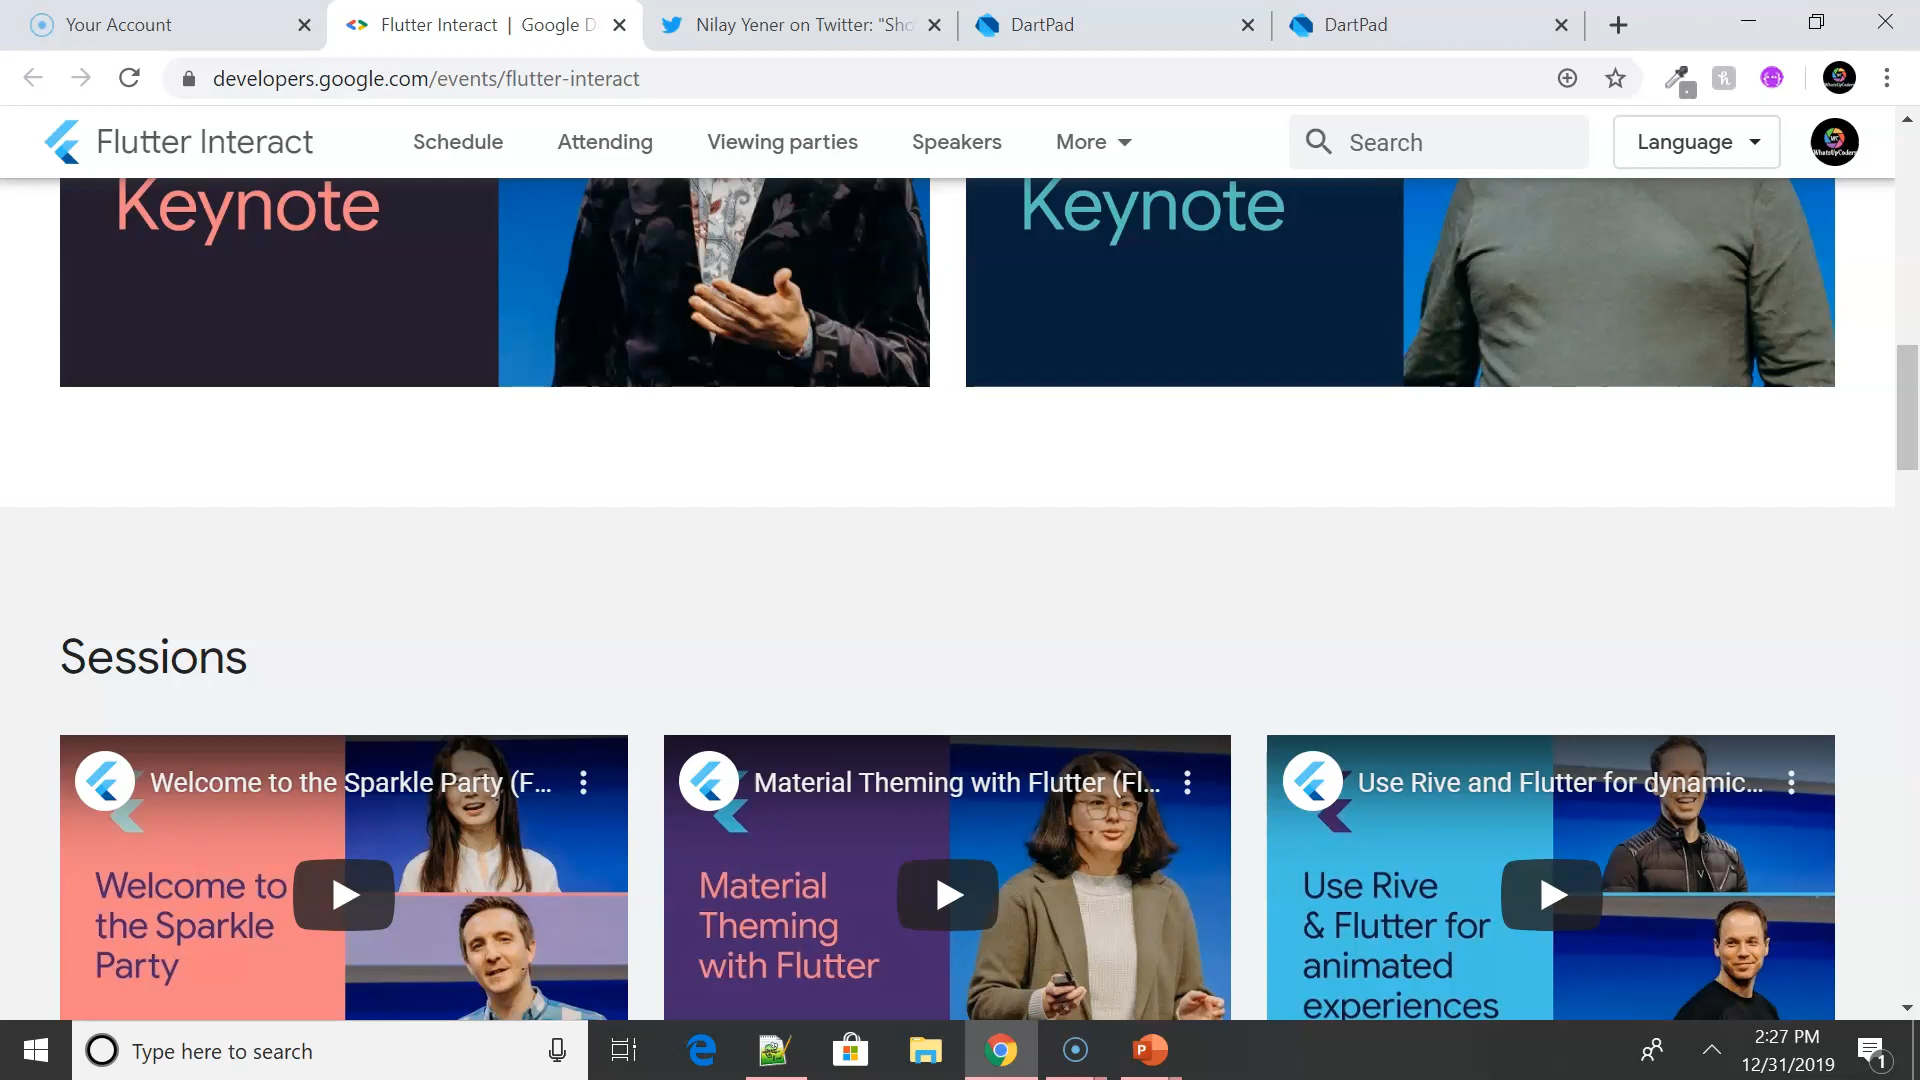 Your Account
Flutter Interact | Google D
Nilay Yener on Twitter: "Sho
DartPad
DartPad
developers.google.com/events/flutter-interact
Flutter Interact
Schedule
Attending
Viewing parties
Speakers
More
Search
Language
Keynote
Keynote
Sessions
Welcome to the Sparkle Party (F...
Welcome to
the Sparkle
Party
Material Theming with Flutter (Fl...
Material
Theming
with Flutter
Use Rive and Flutter for dynamic...
Use Rive
& Flutter for
animated
experiences
Type here to search
2:27 PM
12/31/2019
1